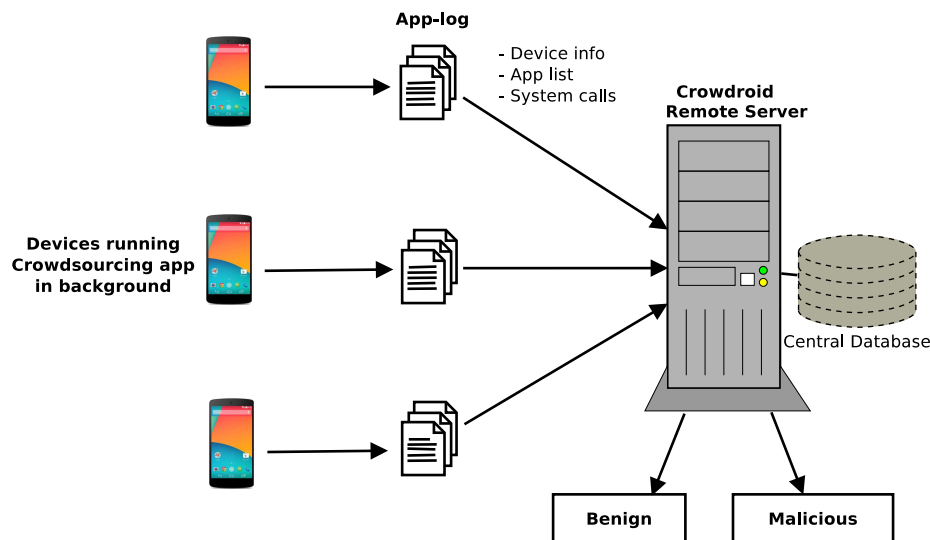 App-log
- Device info
- App list
- System calls
Crowdroid
Remote Server
Devices running
Crowdsourcing app
in background
Central Database
Benign
Malicious